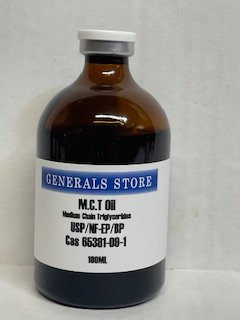 GENERALS STORE
M.C.T Oil
Medium Chain Triglycerides
USP/NF-EP/BP
Cas 65381-09-1
100ML